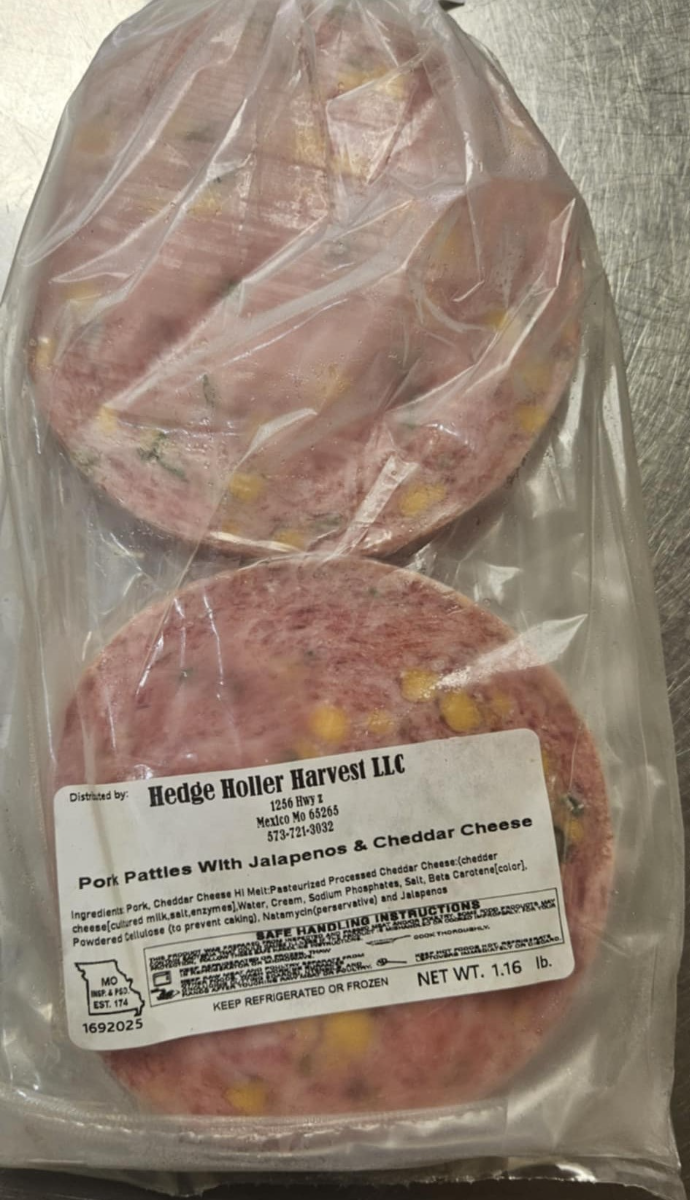 Distributed by: Hedge Holler Harvest LLC
1256 Hwy Z
Mexico Mo 65265
573-721-3032
Pork Patties With Jalapenos & Cheddar Cheese
Ingredients: Pork, Cheddar Cheese Hi Melt:Pasteurized Processed Cheddar Cheese:(cheddar
cheese[cultured milk,salt,enzymes],Water, Cream, Sodium Phosphates, Salt, Beta Carotene[color],
Powdered Cellulose (to prevent caking), Natamycin(perservative) and Jalapenos
SAFE HANDLING INSTRUCTIONS
COOK THOROUGHLY.
MO
INSP. & PSD.
EST. 174
1692025
KEEP REFRIGERATED OR FROZEN
NET WT. 1.16 lb.